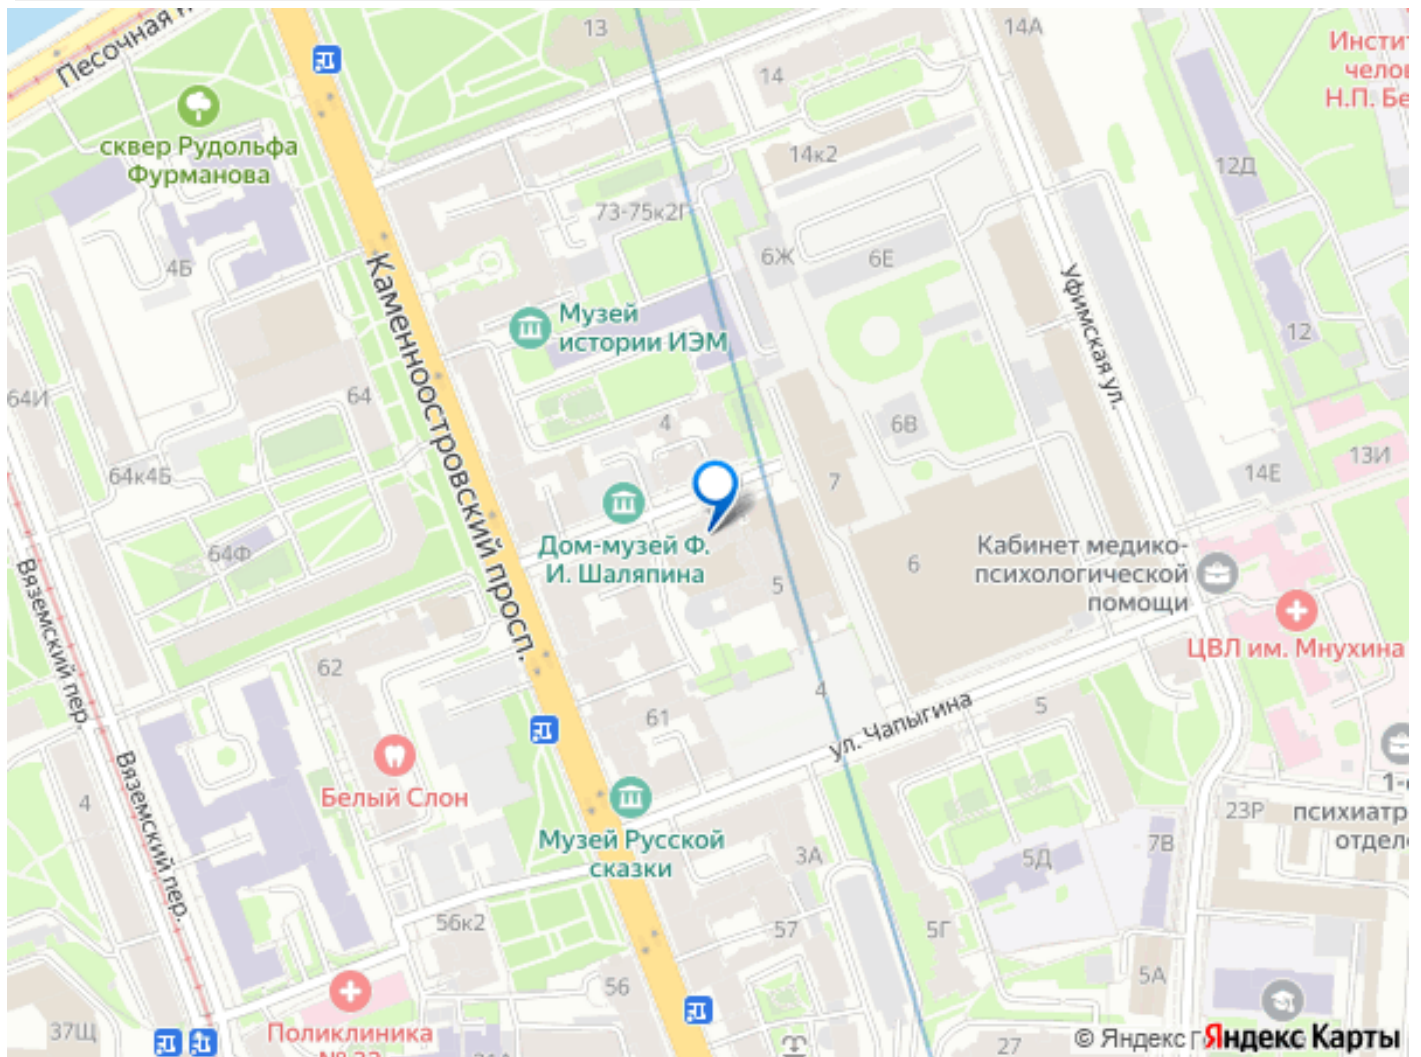 13
14А
Инстит
челов
Н.П. Бе
Песочная н
14
сквер Рудольфа
Фурманова
14к2
12Д
73-75к2Г
4Б
6Ж
6Е
Каменноостровский просп.
Уфимская ул.
Музей
истории ИЭМ
12
64И
64
4
6В
13И
64к4Б
14Е
7
Дом-музей Ф.
И. Шаляпина
Кабинет медико-
психологической
помощи
64Ф
6
5
Вяземский пер.
ЦВЛ им. Мнухина
62
4
61
5
ул. Чапыгина
Вяземский пер.
Белый Слон
4
1-
психиатр
отдел
23Р
Музей Русской
сказки
3А
5Д
7В
56к2
57
5Г
5А
56
37Щ
Поликлиника
27
© Яндекс Яндекс Карты